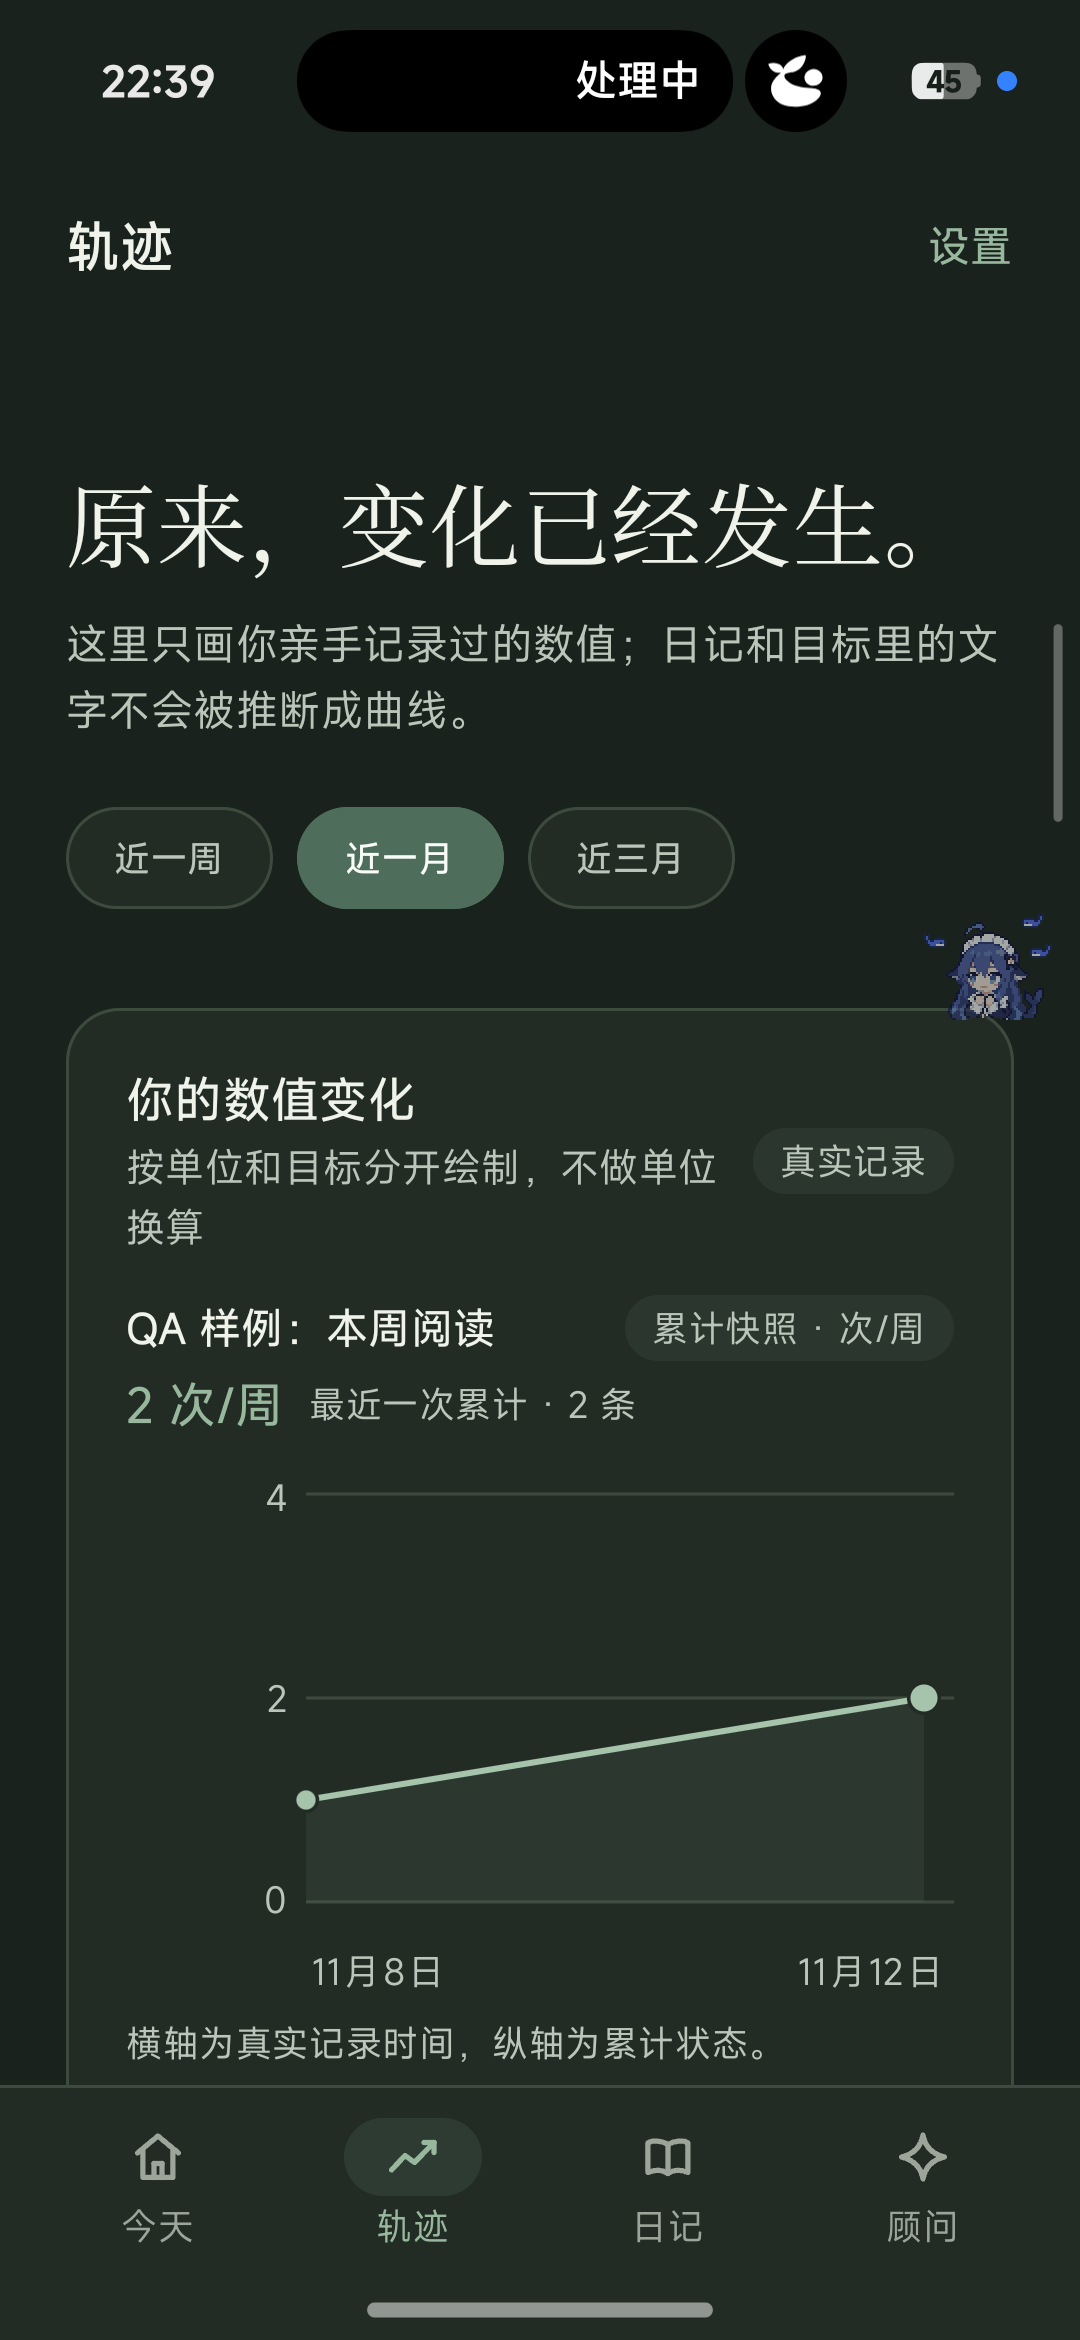 22:39
处理中
45
轨迹
设置
原来，变化已经发生。
这里只画你亲手记录过的数值；日记和目标里的文
字不会被推断成曲线。
近一周
近一月
近三月
你的数值变化
按单位和目标分开绘制，不做单位
换算
真实记录
QA 样例：本周阅读
累计快照 · 次/周
2 次/周
最近一次累计 · 2 条
4
2
0
11月8日
11月12日
横轴为真实记录时间，纵轴为累计状态。
今天
轨迹
日记
顾问